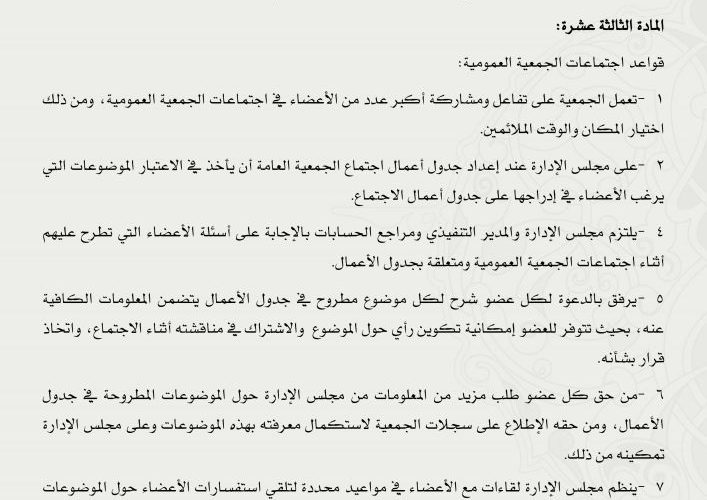 المادة الثالثة عشرة:
قواعد اجتماعات الجمعية العمومية:
١ -تعمل الجمعية على تفاعل ومشاركة أكبر عدد من الأعضاء في اجتماعات الجمعية العمومية، ومن ذلك
اختيار المكان والوقت الملائمين.
٢ -على مجلس الإدارة عند إعداد جدول أعمال اجتماع الجمعية العامة أن يأخذ في الاعتبار الموضوعات التي
يرغب الأعضاء في إدراجها على جدول أعمال الاجتماع.
٤ -يلتزم مجلس الإدارة والمدير التنفيذي ومراجع الحسابات بالإجابة على أسئلة الأعضاء التي تطرح عليهم
أثناء اجتماعات الجمعية العمومية ومتعلقة بجدول الأعمال.
٥ -يرفق بالدعوة لكل عضو شرح لكل موضوع مطروح في جدول الأعمال يتضمن المعلومات الكافية
عنه، بحيث تتوفر للعضو إمكانية تكوين رأي حول الموضوع والاشتراك في مناقشته أثناء الاجتماع، واتخاذ
قرار بشأنه.
٦ -من حق كل عضو طلب مزيد من المعلومات من مجلس الإدارة حول الموضوعات المطروحة في جدول
الأعمال، ومن حقه الإطلاع على سجلات الجمعية لاستكمال معرفته بهذه الموضوعات وعلى مجلس الإدارة
تمكينه من ذلك.
٧ -ينظم مجلس الإدارة لقاءات مع الأعضاء في مواعيد محددة لتلقي استفسارات الأعضاء حول الموضوعات